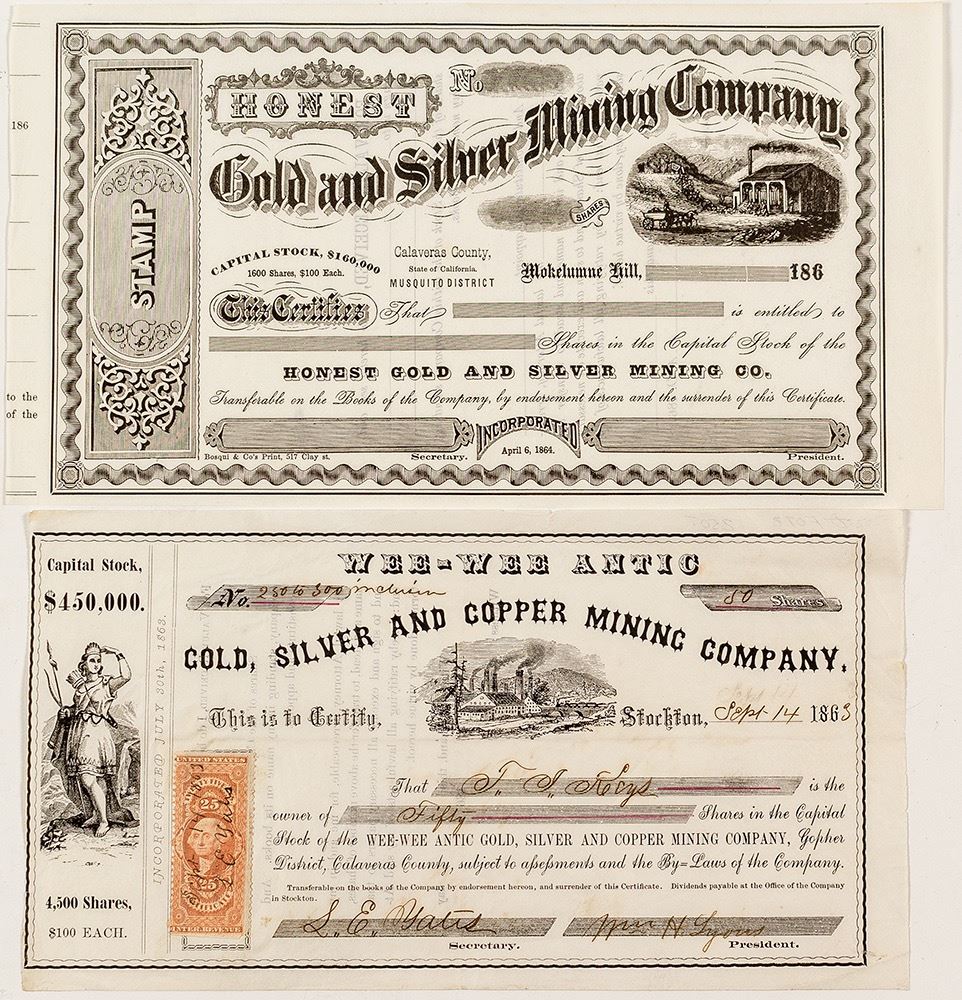 186
to the
of the
STAMP
HONEST
No
Gold and Silver Mining Company.
SHARES
CAPITAL STOCK, $160,000
1600 Shares, $100 Each.
Calaveras County,
State of California.
MUSQUITO DISTRICT
Mokelumne Hill, 186
This Certifies That is entitled to
Shares in the Capital Stock of the
HONEST GOLD AND SILVER MINING CO.
Transferable on the Books of the Company, by endorsement hereon and the surrender of this Certificate.
INCORPORATED
April 6, 1864.
Bosqui & Co's Print, 517 Clay st.
Secretary.
President.
Capital Stock,
$450,000.
INCORPORATED JULY 30th, 1863.
4,500 Shares,
$100 EACH.
WEE-WEE ANTIC
No. 250 to 300 inclusive
50 Shares
GOLD, SILVER AND COPPER MINING COMPANY.
This is to Certify, Stockton, Sept 14 1863
That is the
owner of Fifty Shares in the Capital
Stock of the WEE-WEE ANTIC GOLD, SILVER AND COPPER MINING COMPANY, Gopher
District, Calaveras County, subject to assessments and the By=Laws of the Company.
Transferable on the books of the Company by endorsement hereon, and surrender of this Certificate. Dividends payable at the Office of the Company
in Stockton.
L. E. Yates
Secretary.
Wm H Lyons
President.
UNITED STATES
25
25
CERTIFICATE
INTER. REVENUE
L E Yates